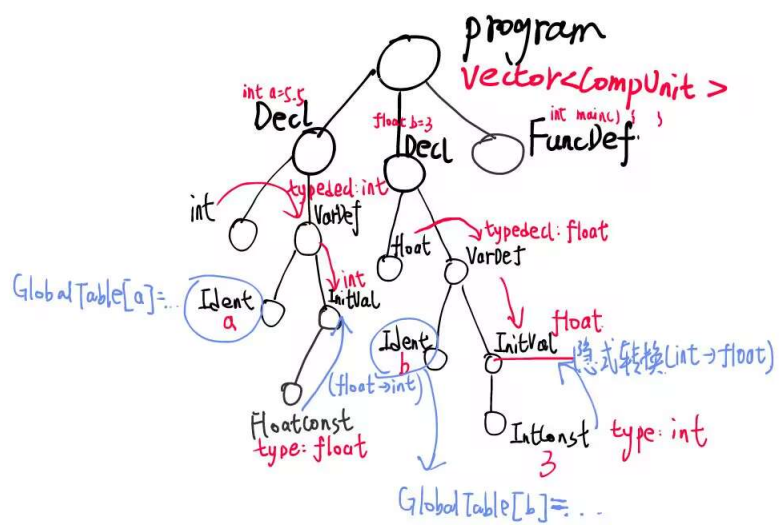 program
vector<CompUnit>
int a=5.5
Decl
float b=3
Decl
int main() { }
FuncDef
int
typedecl: int
VarDef
float
typedecl: float
VarDef
GlobalTable[a]=...
Ident
a
int
InitVal
Ident
b
float
InitVal
隐式转换(int→float)
(float→int)
FloatConst
type: float
IntConst
3
type: int
GlobalTable[b]=...